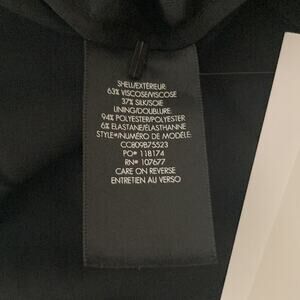 SHELL/EXTÉRIEUR:
63% VISCOSE/VISCOSE
37% SILK/SOIE
LINING/DOUBLURE:
94% POLYESTER/POLYESTER
6% ELASTANE/ÉLASTHANNE
STYLE#/NUMÉRO DE MODÈLE:
CC809B75523
PO# 118174
RN# 107677
CARE ON REVERSE
ENTRETIEN AU VERSO